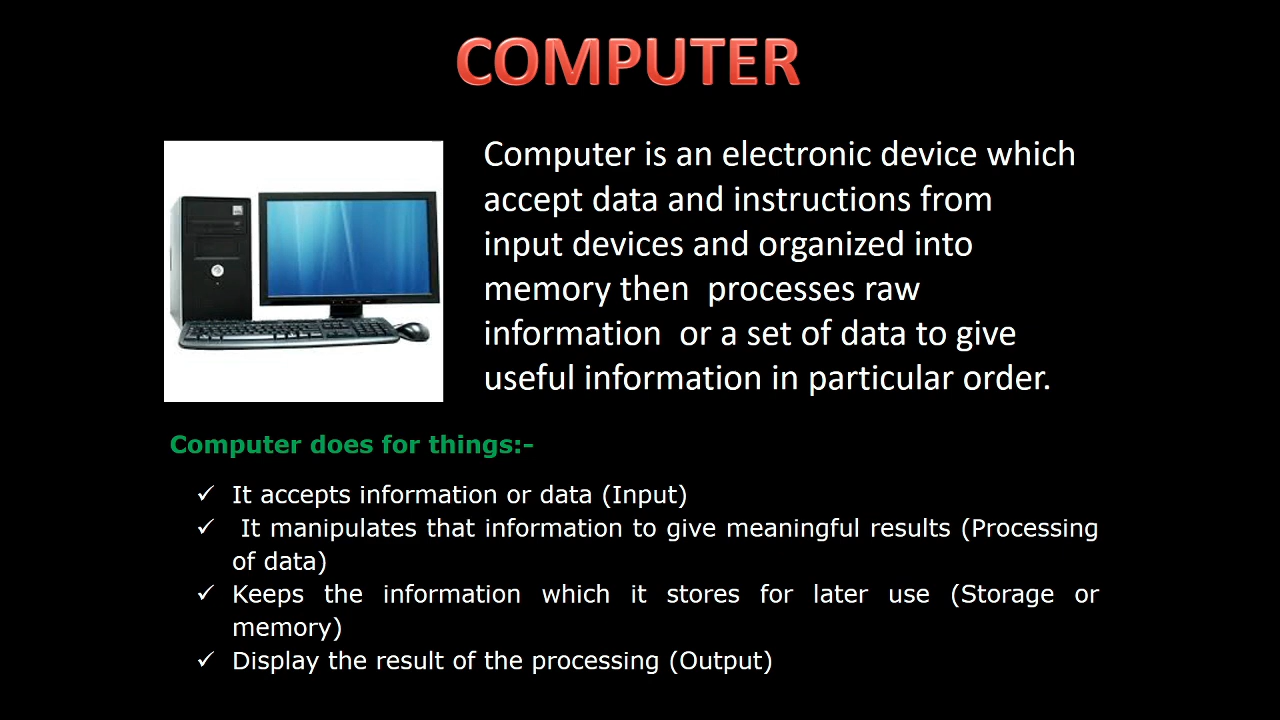 COMPUTER
Computer is an electronic device which
accept data and instructions from
input devices and organized into
memory then  processes raw
information  or a set of data to give
useful information in particular order.
Computer does for things:-
✓ It accepts information or data (Input)
✓ It manipulates that information to give meaningful results (Processing
of data)
✓ Keeps the information which it stores for later use (Storage or
memory)
✓ Display the result of the processing (Output)